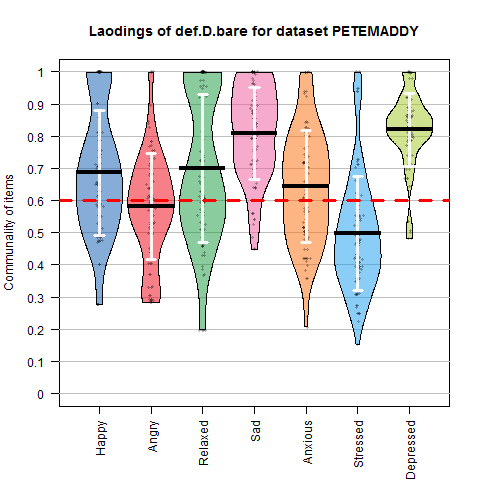 Laodings of def.D.bare for dataset PETEMADDY
Communality of items
1
0.9
0.8
0.7
0.6
0.5
0.4
0.3
0.2
0.1
0
Happy
Angry
Relaxed
Sad
Anxious
Stressed
Depressed